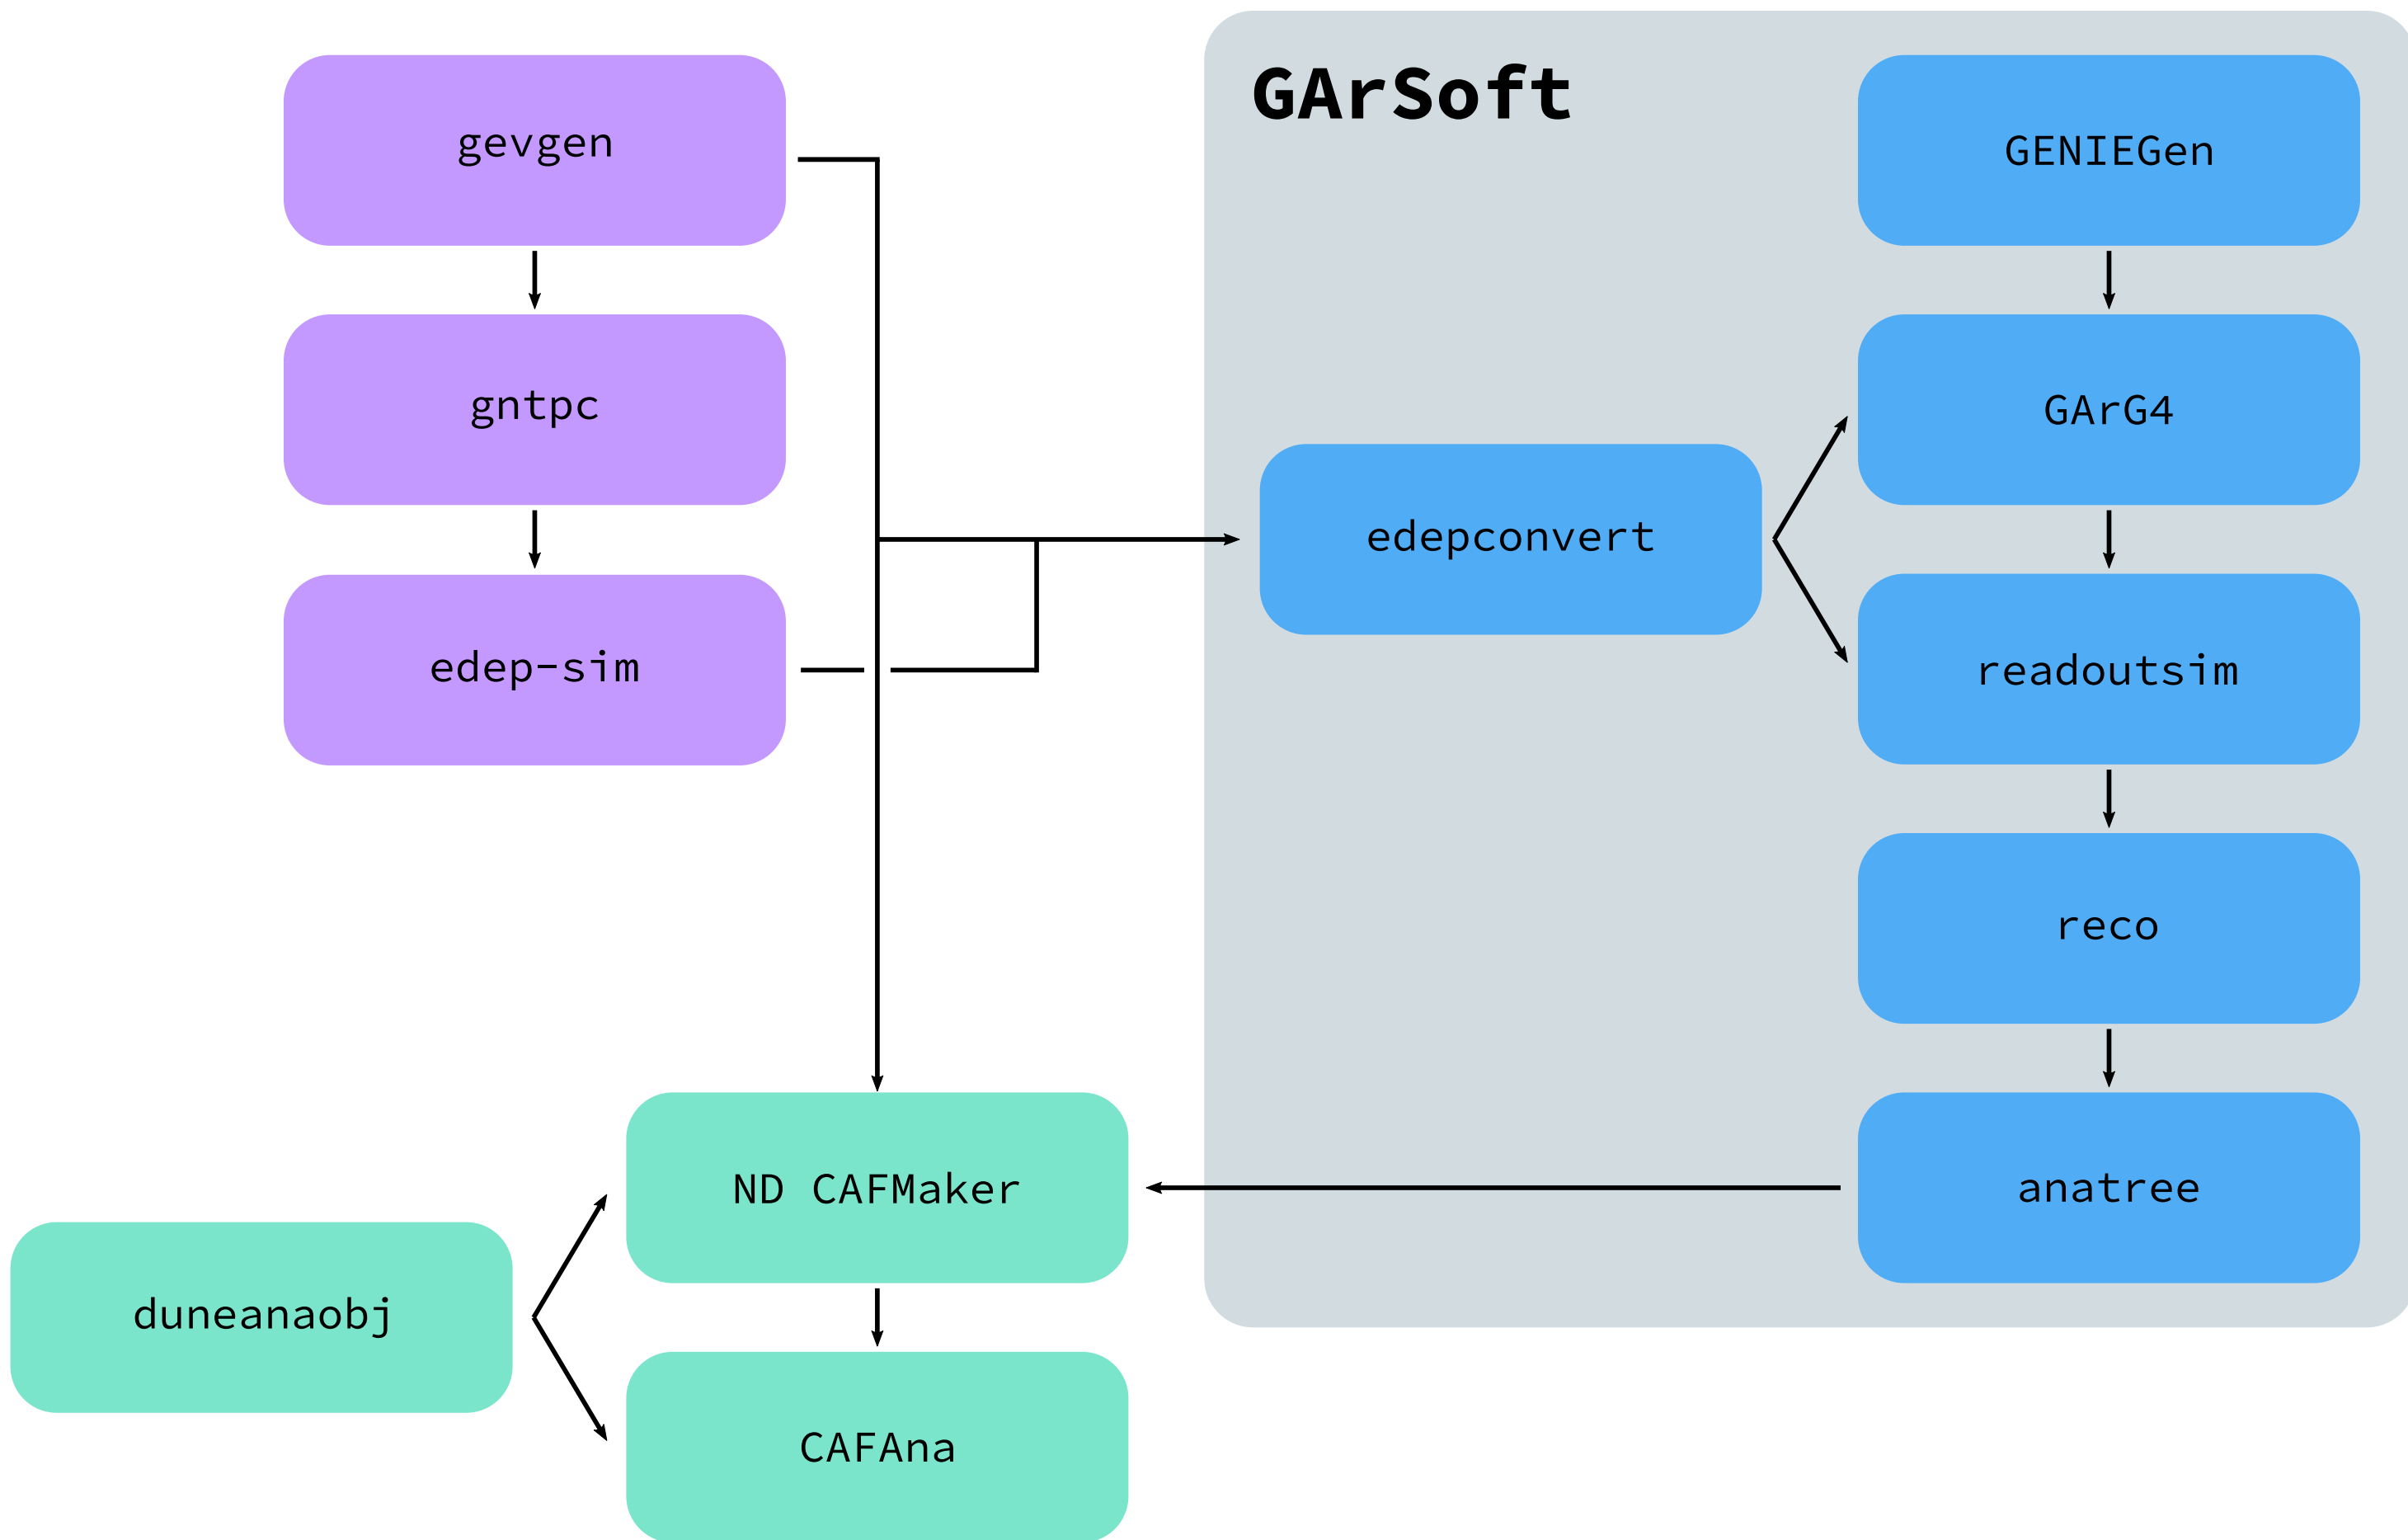 GArSoft
gevgen
GENIEGen
gntpc
GArG4
edepconvert
edep-sim
readoutsim
reco
ND CAFMaker
anatree
duneanaobj
CAFAna